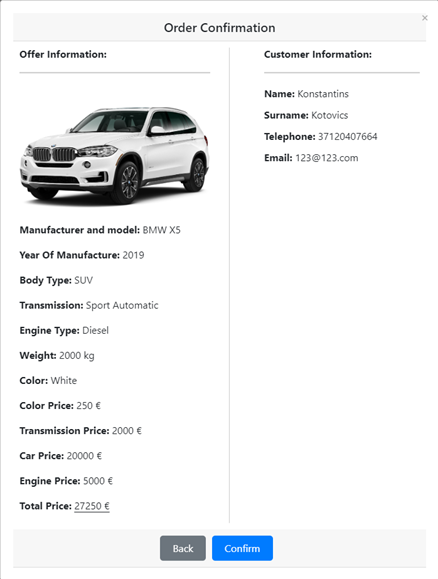 ×
Order Confirmation
Offer Information:
Manufacturer and model: BMW X5
Year Of Manufacture: 2019
Body Type: SUV
Transmission: Sport Automatic
Engine Type: Diesel
Weight: 2000 kg
Color: White
Color Price: 250 €
Transmission Price: 2000 €
Car Price: 20000 €
Engine Price: 5000 €
Total Price: 27250 €
Customer Information:
Name: Konstantins
Surname: Kotovics
Telephone: 37120407664
Email: 123@123.com
Back
Confirm